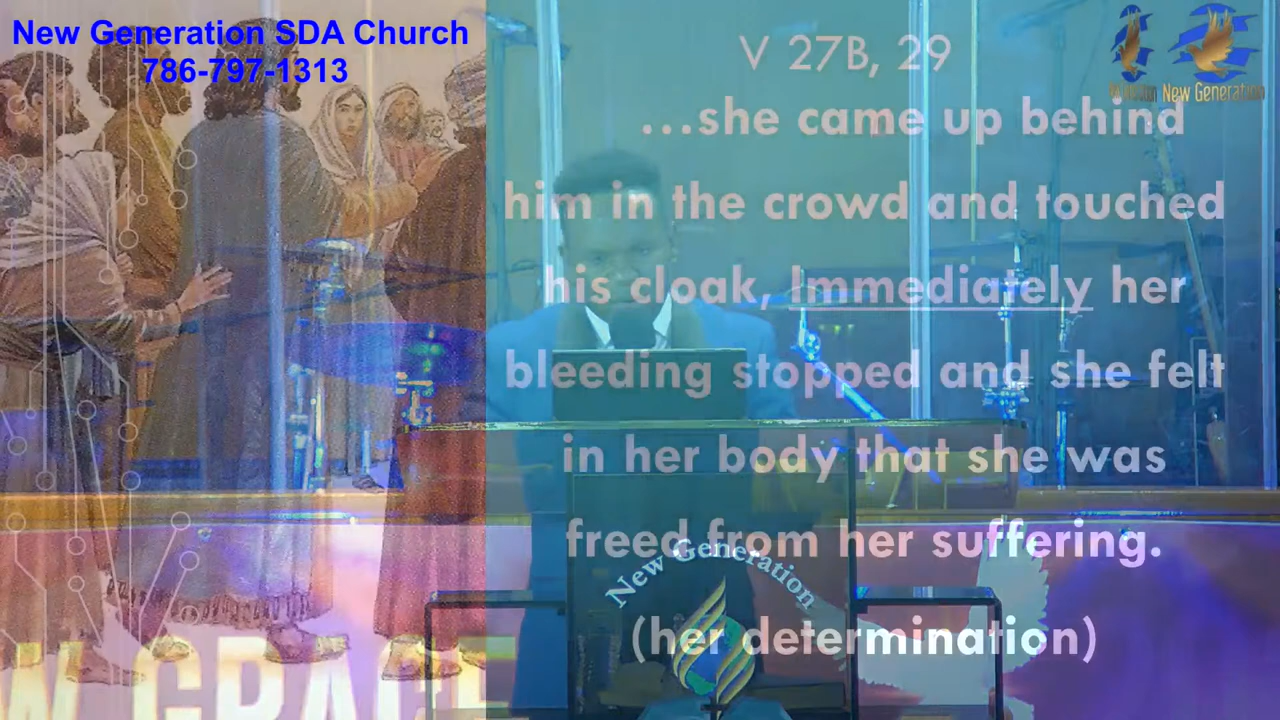 New Generation SDA Church
786-797-1313
V 27B, 29
...she came up behind
him in the crowd and touched
his cloak, Immediately her
bleeding stopped and she felt
in her body that she was
freed from her suffering.
(her determination)
New Generation
New Generation
W GRACE